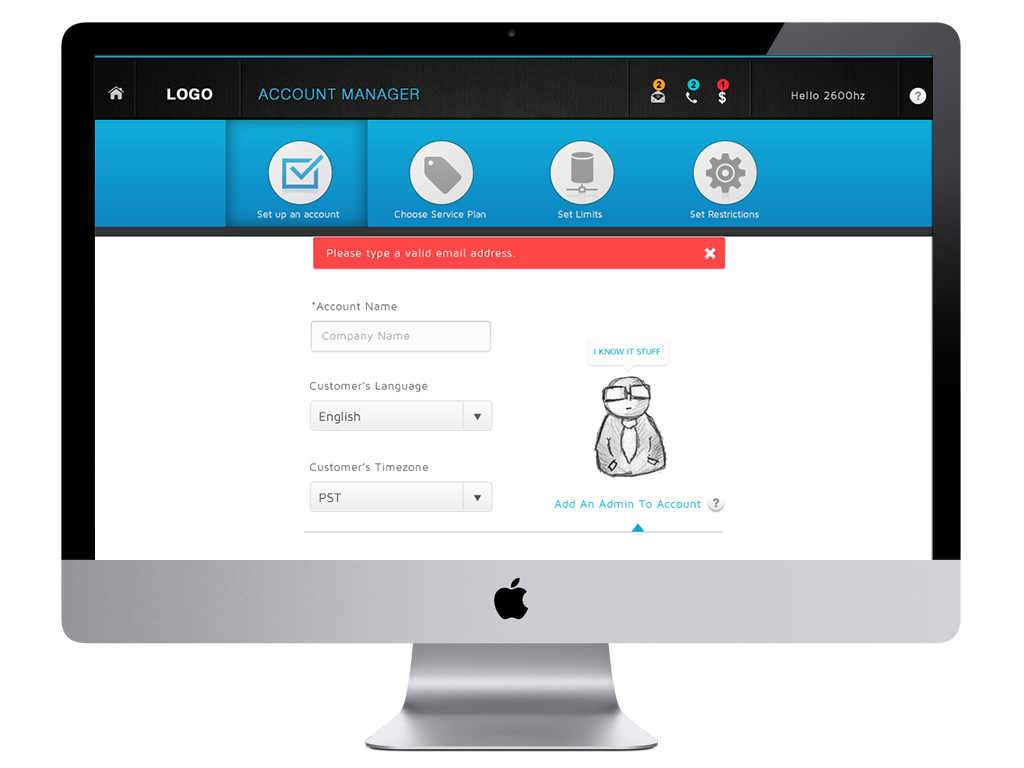 LOGO
ACCOUNT MANAGER
2
2
1
$
Hello 2600hz
?
Set up an account
Choose Service Plan
Set Limits
Set Restrictions
Please type a valid email address.
*Account Name
Company Name
I KNOW IT STUFF
Customer's Language
English
Customer's Timezone
PST
Add An Admin To Account ?